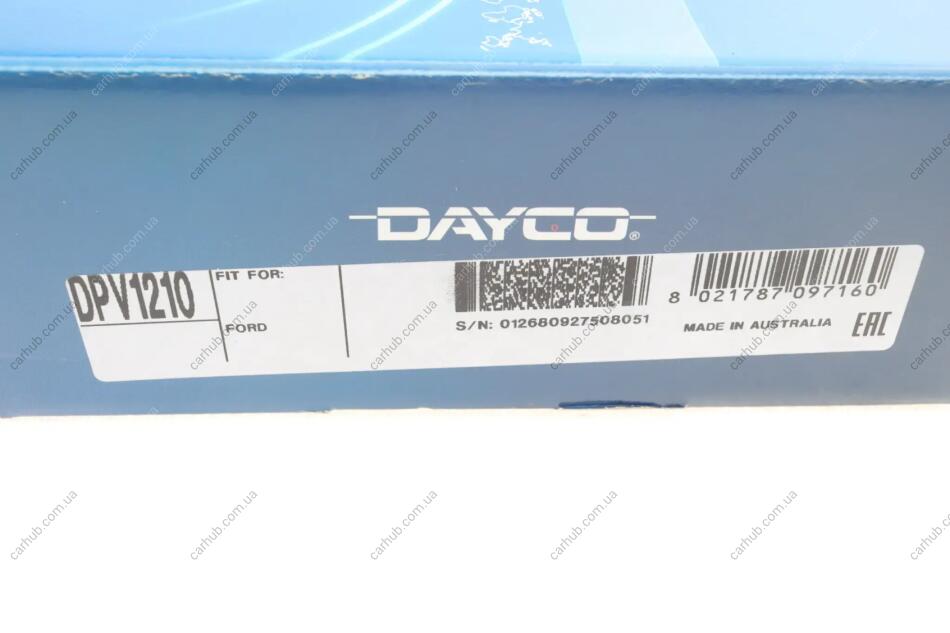 DAYCO®
DPV1210
FIT FOR:
FORD
S/N: 012680927508051
8 021787 097160
MADE IN AUSTRALIA
EAC
carhub.com.ua